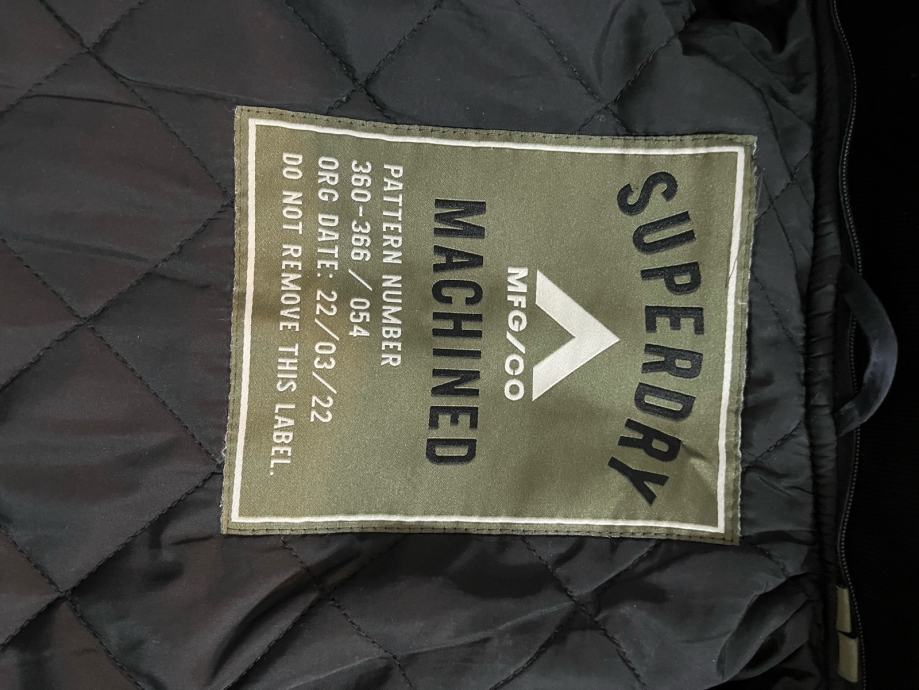 SUPERDRY
MFG/CO
MACHINED
PATTERN NUMBER
360-366 / 054
ORG DATE: 22/03/22
DO NOT REMOVE THIS LABEL.